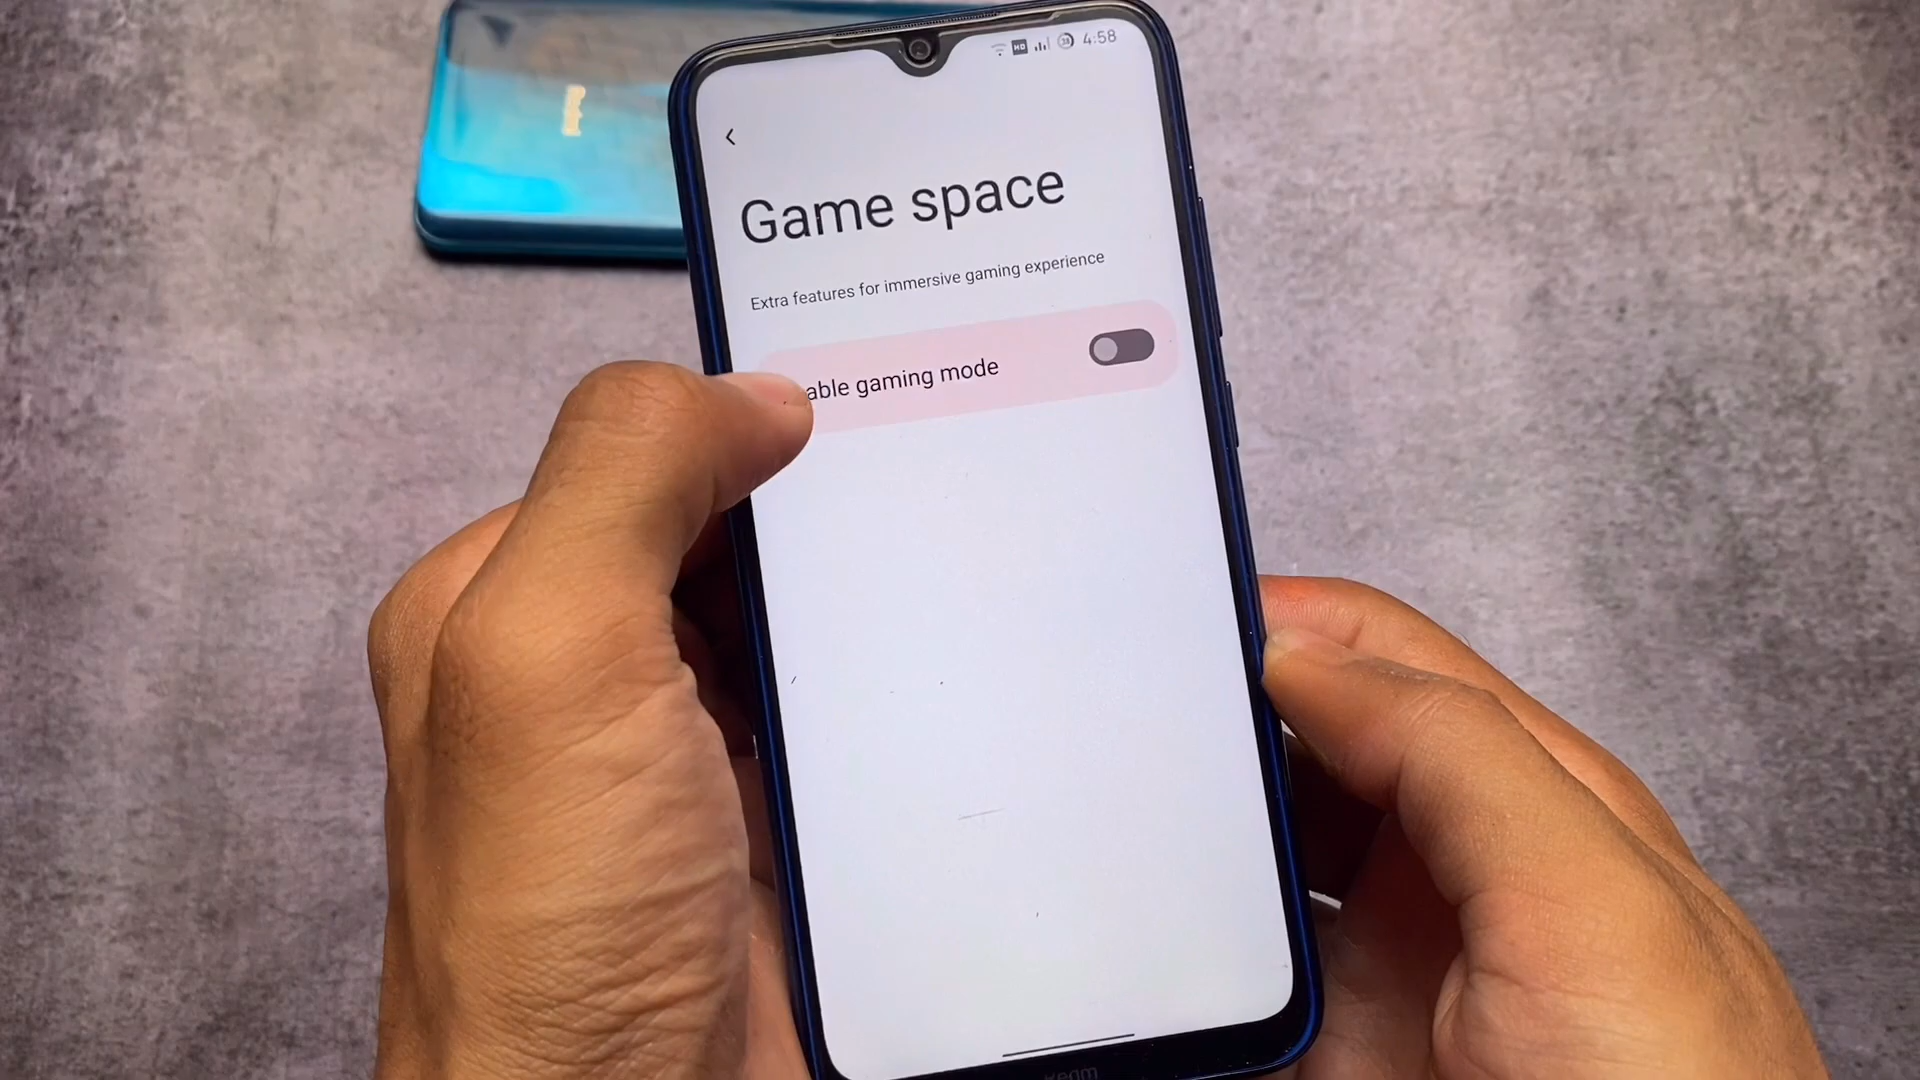 4:58
Game space
Extra features for immersive gaming experience
able gaming mode